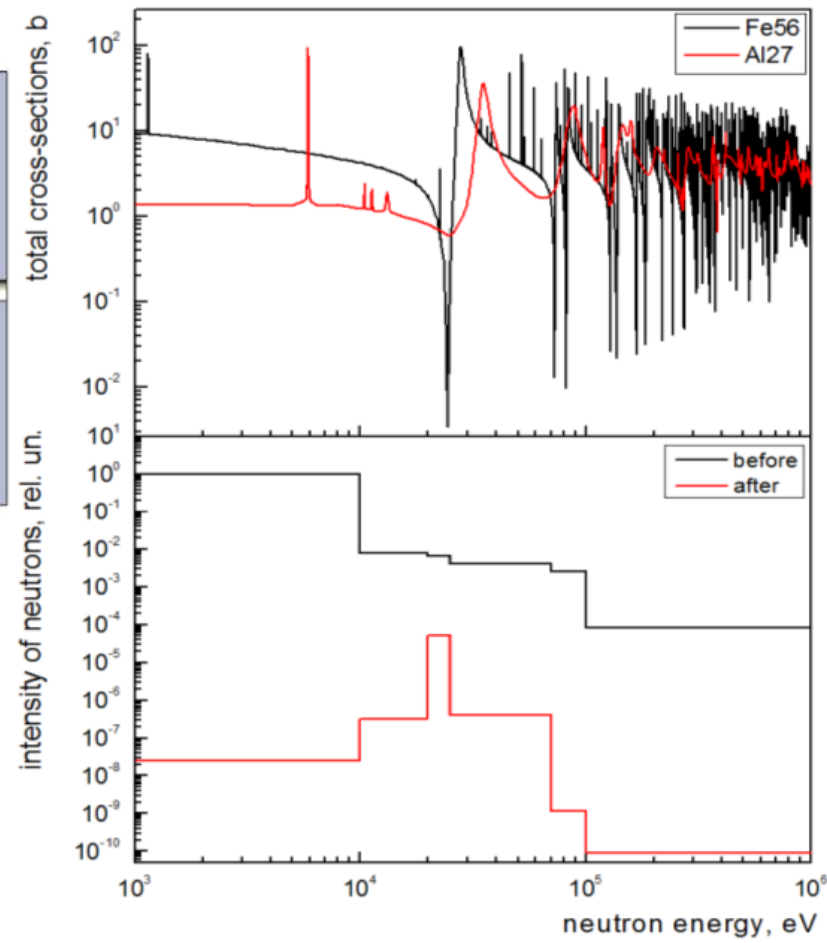 total cross-sections, b
10²
10¹
10⁰
10⁻¹
10⁻²
Fe56
Al27
intensity of neutrons, rel. un.
10¹
10⁰
10⁻¹
10⁻²
10⁻³
10⁻⁴
10⁻⁵
10⁻⁶
10⁻⁷
10⁻⁸
10⁻⁹
10⁻¹⁰
before
after
10³ 10⁴ 10⁵ 10⁶
neutron energy, eV